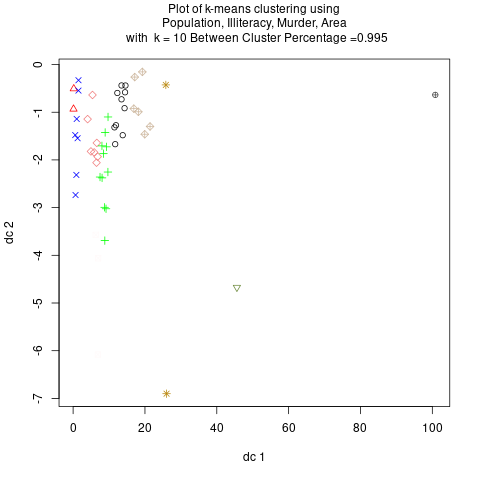 Plot of k-means clustering using
Population, Illiteracy, Murder, Area
with k = 10 Between Cluster Percentage =0.995
0
-1
-2
-3
-4
-5
-6
-7
dc 2
0 20 40 60 80 100
dc 1